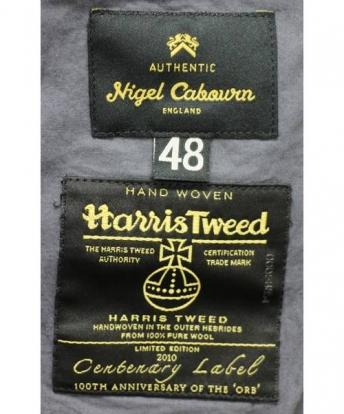 AUTHENTIC
Nigel Cabourn
ENGLAND
48
HAND WOVEN
Harris Tweed
THE HARRIS TWEED AUTHORITY
CERTIFICATION TRADE MARK
HARRIS TWEED
HANDWOVEN IN THE OUTER HEBRIDES
FROM 100% PURE WOOL
LIMITED EDITION
2010
Centenary Label
100TH ANNIVERSARY OF THE 'ORB'